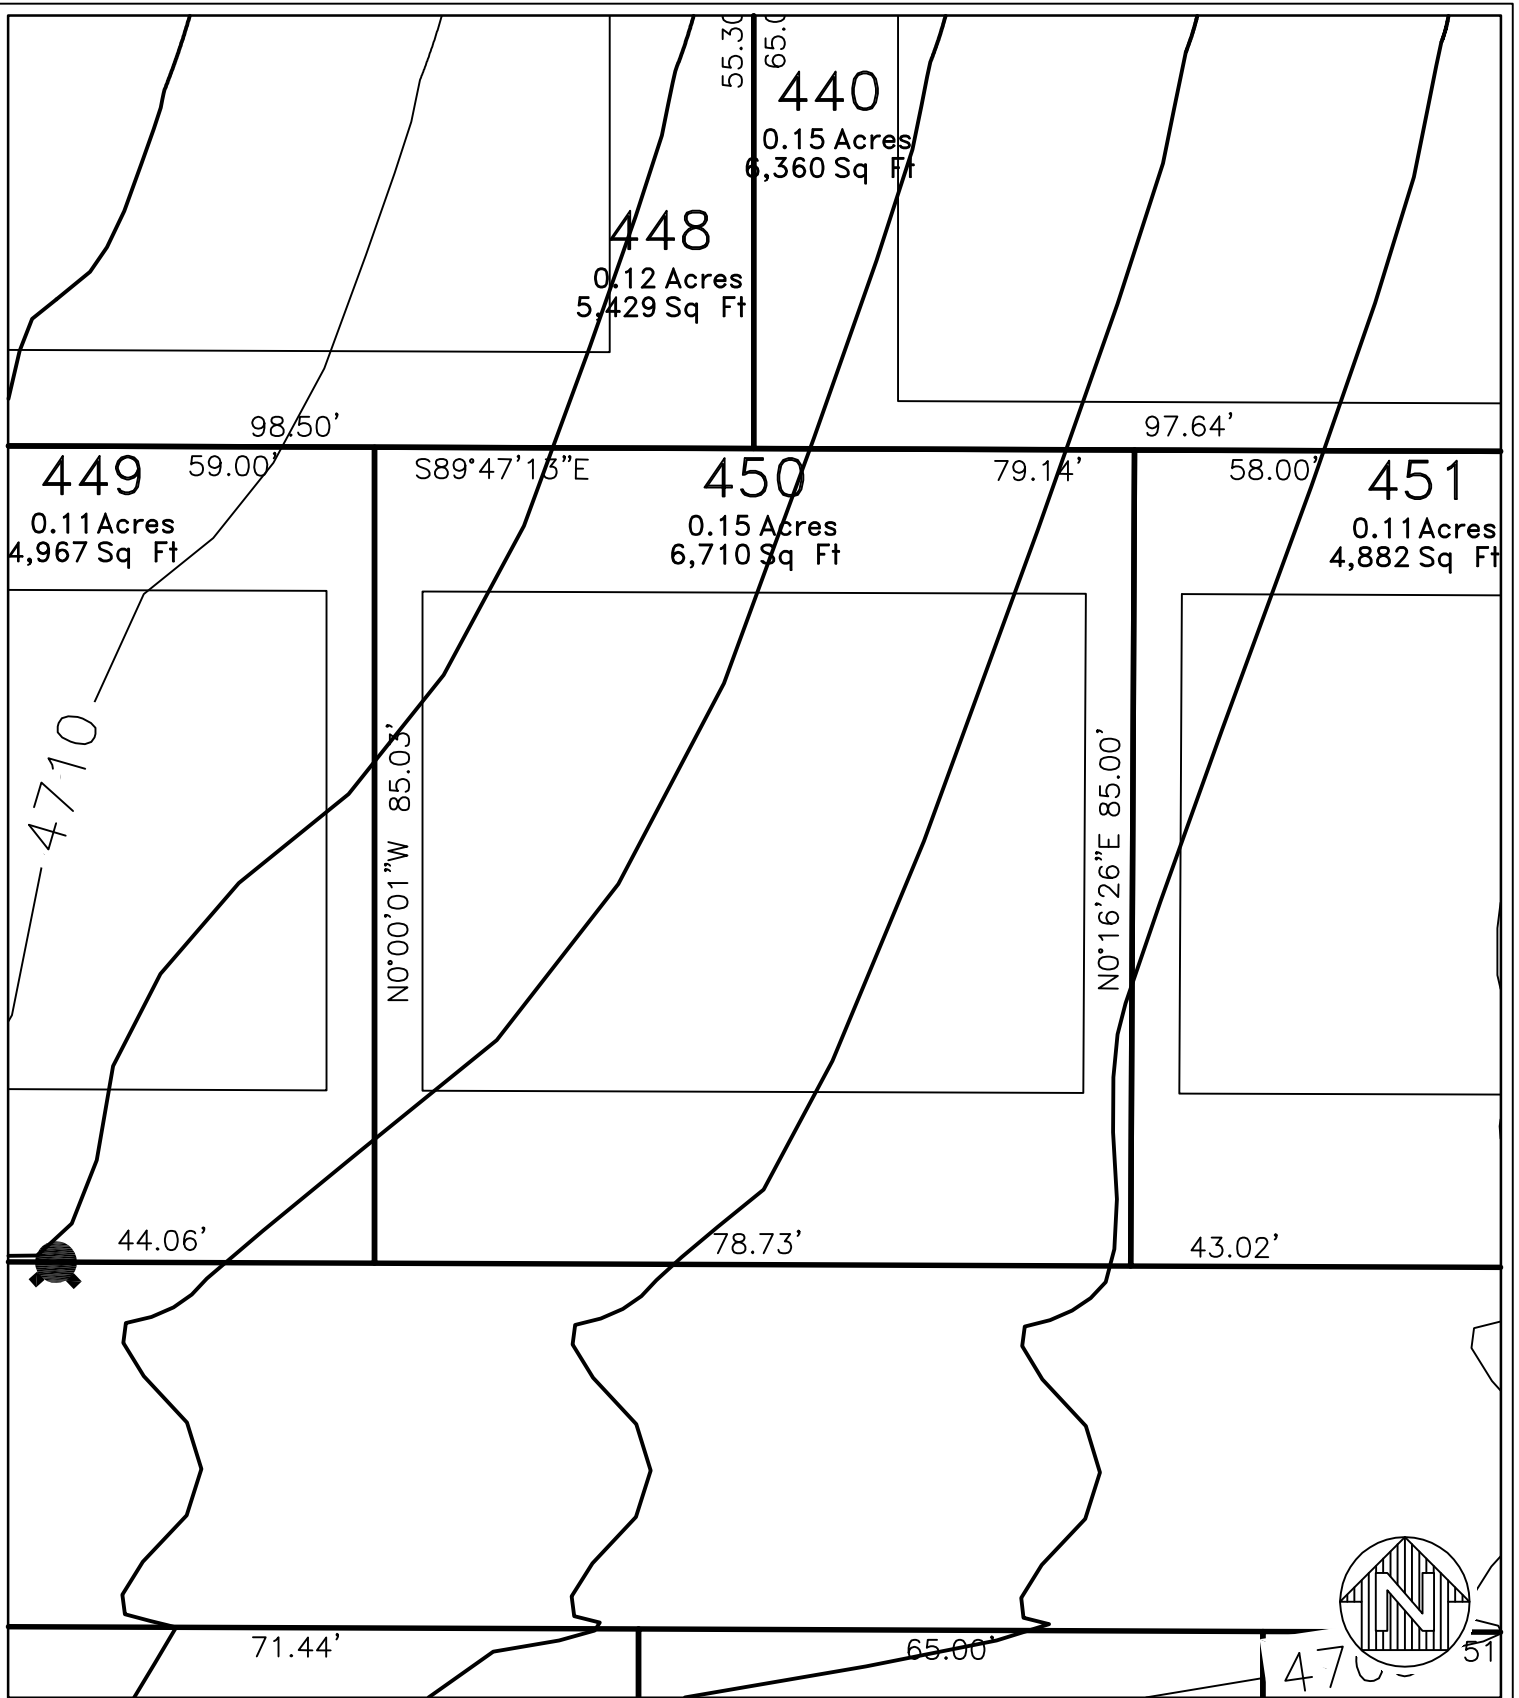 55.30
440
0.15 Acres
6,360 Sq Ft
448
0.12 Acres
5,429 Sq Ft
98.50'
97.64'
449
59.00'
0.11 Acres
4,967 Sq Ft
S89°47'13"E
450
79.14'
0.15 Acres
6,710 Sq Ft
58.00'
451
0.11 Acres
4,882 Sq Ft
4710
N0°00'01"W 85.03'
N0°16'26"E 85.00'
44.06'
78.73'
43.02'
N
71.44'
65.00'
51